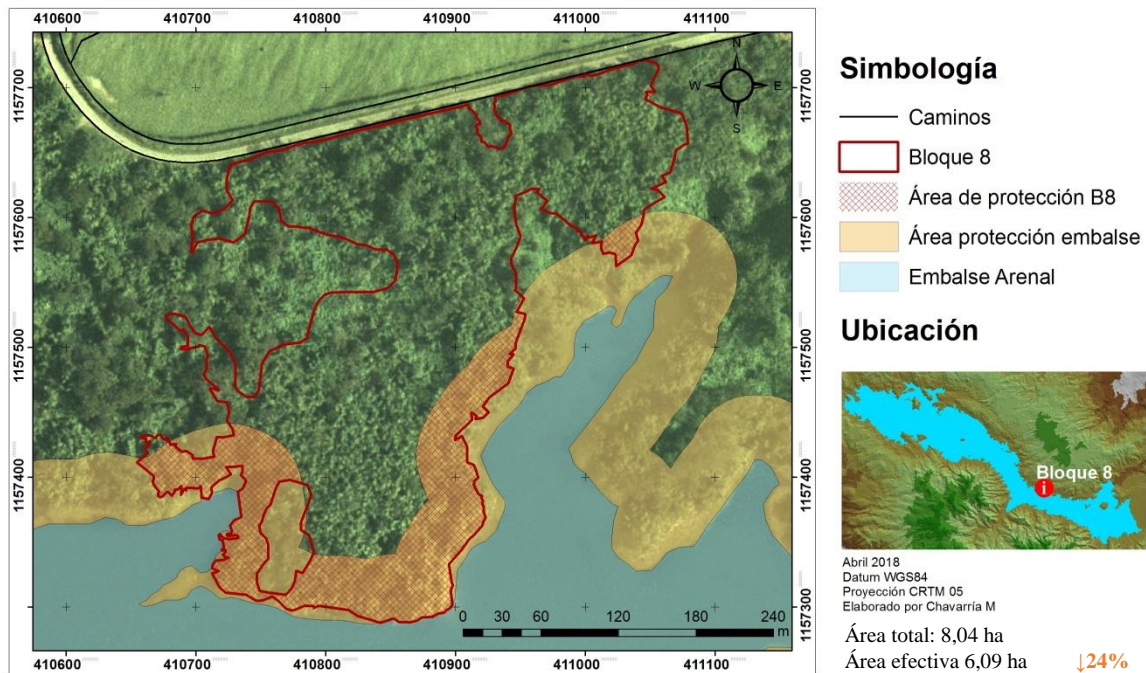 410600 410700 410800 410900 411000 411100
1157700
1157600
1157500
1157400
1157300
N
W E
S
0 30 60 120 180 240
m
1157700
1157600
1157500
1157400
1157300
410600 410700 410800 410900 411000 411100
Simbología
Caminos
Bloque 8
Área de protección B8
Área protección embalse
Embalse Arenal
Ubicación
Bloque 8
i
Abril 2018
Datum WGS84
Proyección CRTM 05
Elaborado por Chavarría M
Área total: 8,04 ha
Área efectiva 6,09 ha ↓24%